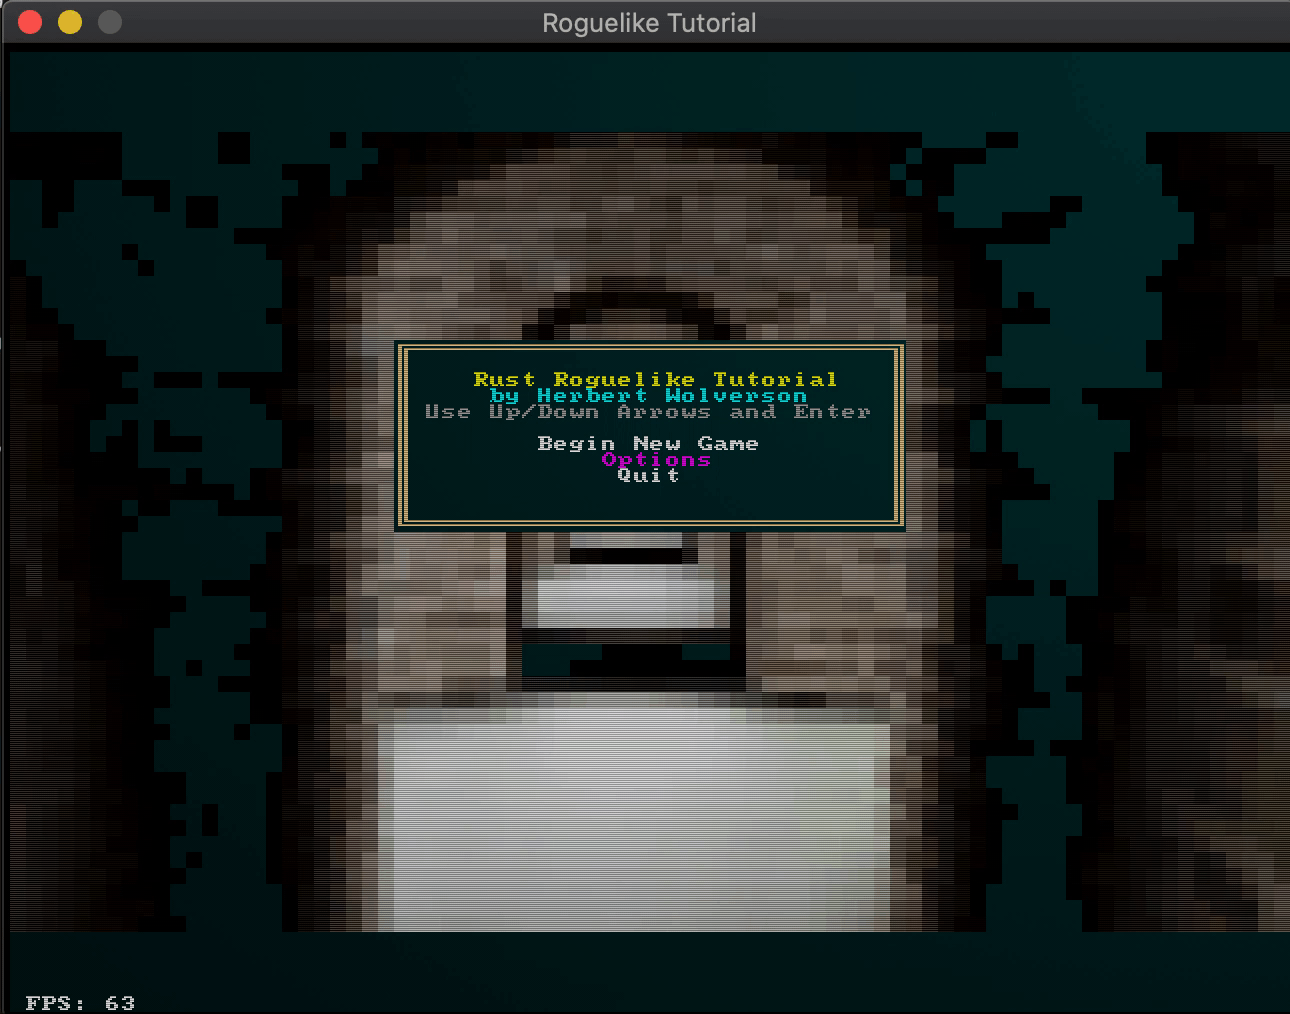 Roguelike Tutorial
Rust Roguelike Tutorial
by Herbert Wolverson
Use Up/Down Arrows and Enter
Begin New Game
Options
Quit
FPS: 63